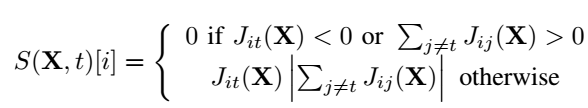 S(X, t)[i] = { 0 if J_{it}(X) < 0 or ∑_{j≠t} J_{ij}(X) > 0
J_{it}(X) |∑_{j≠t} J_{ij}(X)| otherwise